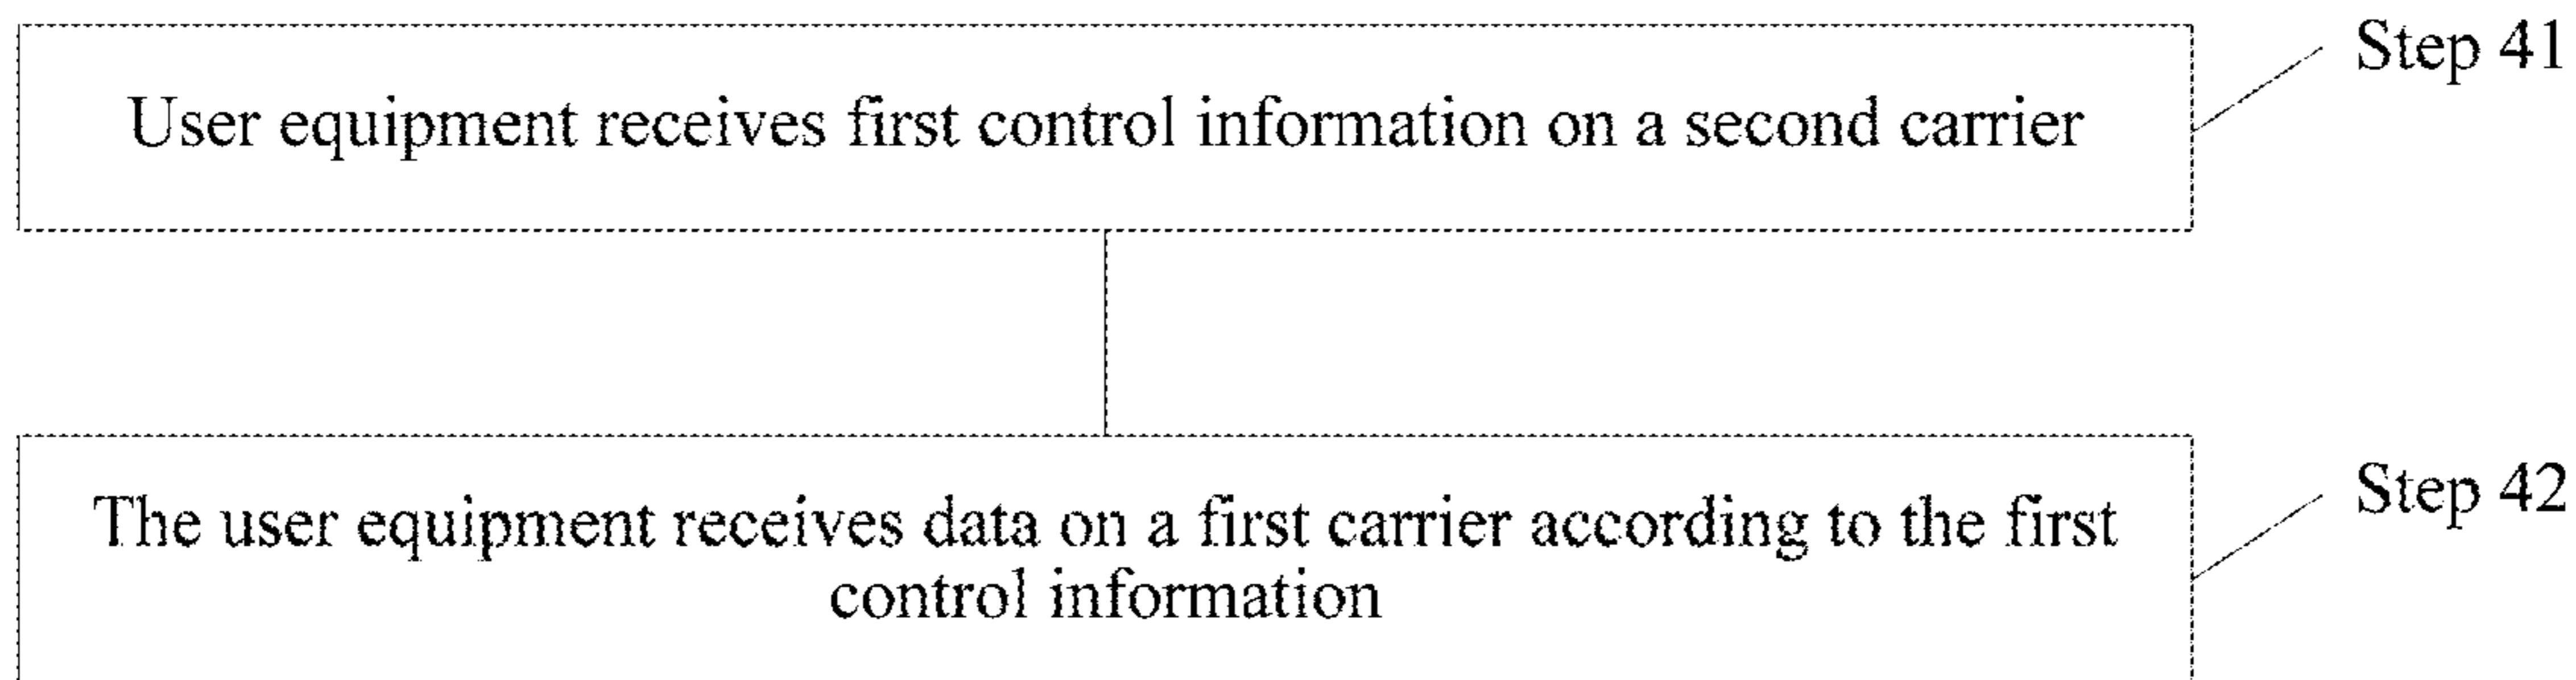 Step 41
User equipment receives first control information on a second carrier
Step 42
The user equipment receives data on a first carrier according to the first
control information